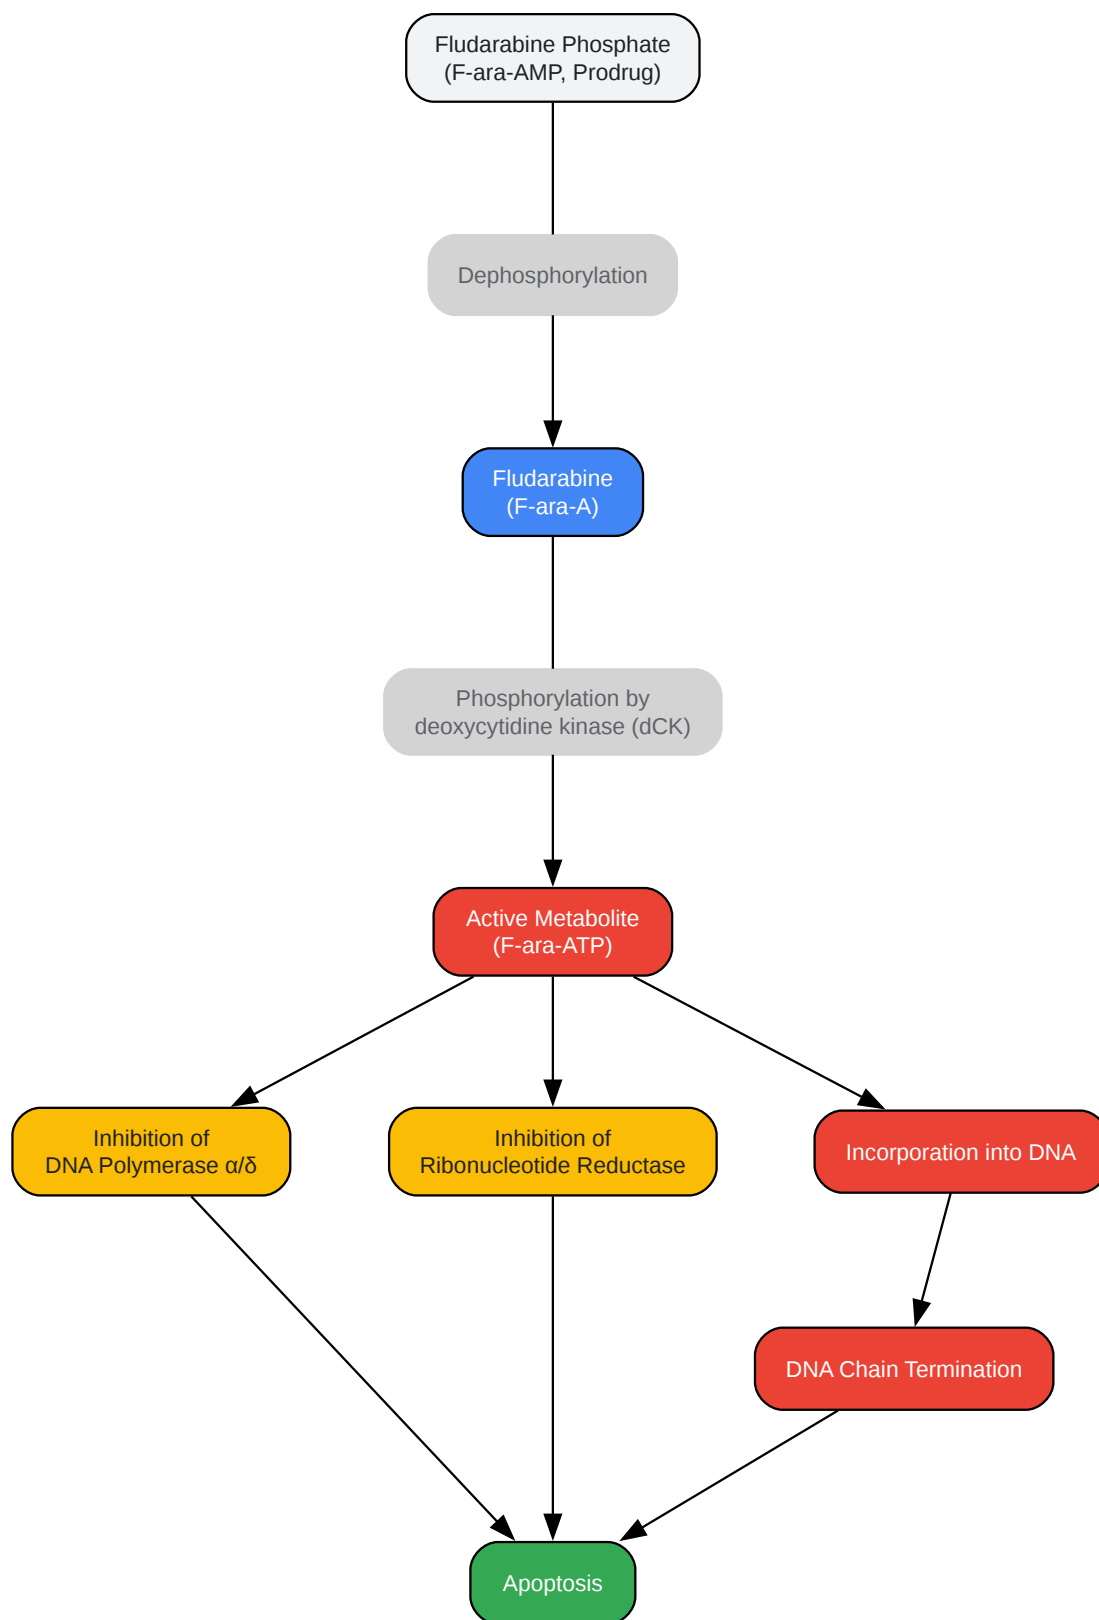 Fludarabine Phosphate
(F-ara-AMP, Prodrug)
Dephosphorylation
Fludarabine
(F-ara-A)
Phosphorylation by
deoxycytidine kinase (dCK)
Active Metabolite
(F-ara-ATP)
Inhibition of
DNA Polymerase α/δ
Inhibition of
Ribonucleotide Reductase
Incorporation into DNA
DNA Chain Termination
Apoptosis